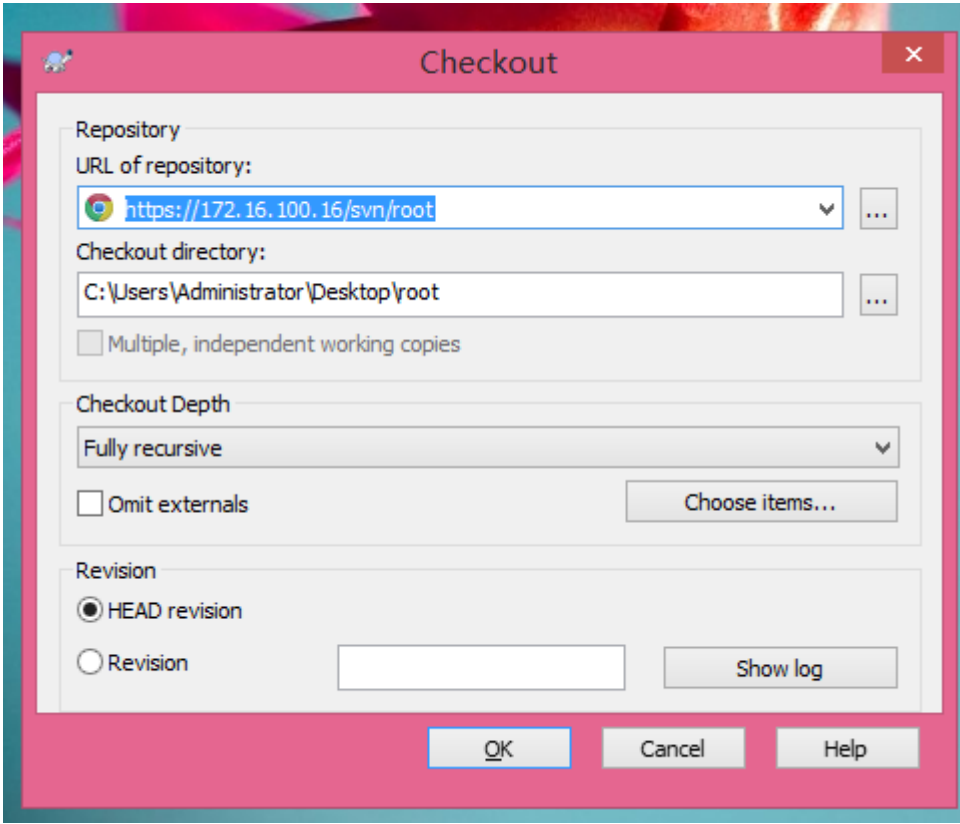 Checkout
Repository
URL of repository:
https://172.16.100.16/svn/root
...
Checkout directory:
C:\Users\Administrator\Desktop\root
...
Multiple, independent working copies
Checkout Depth
Fully recursive
Omit externals
Choose items...
Revision
HEAD revision
Revision
Show log
OK
Cancel
Help